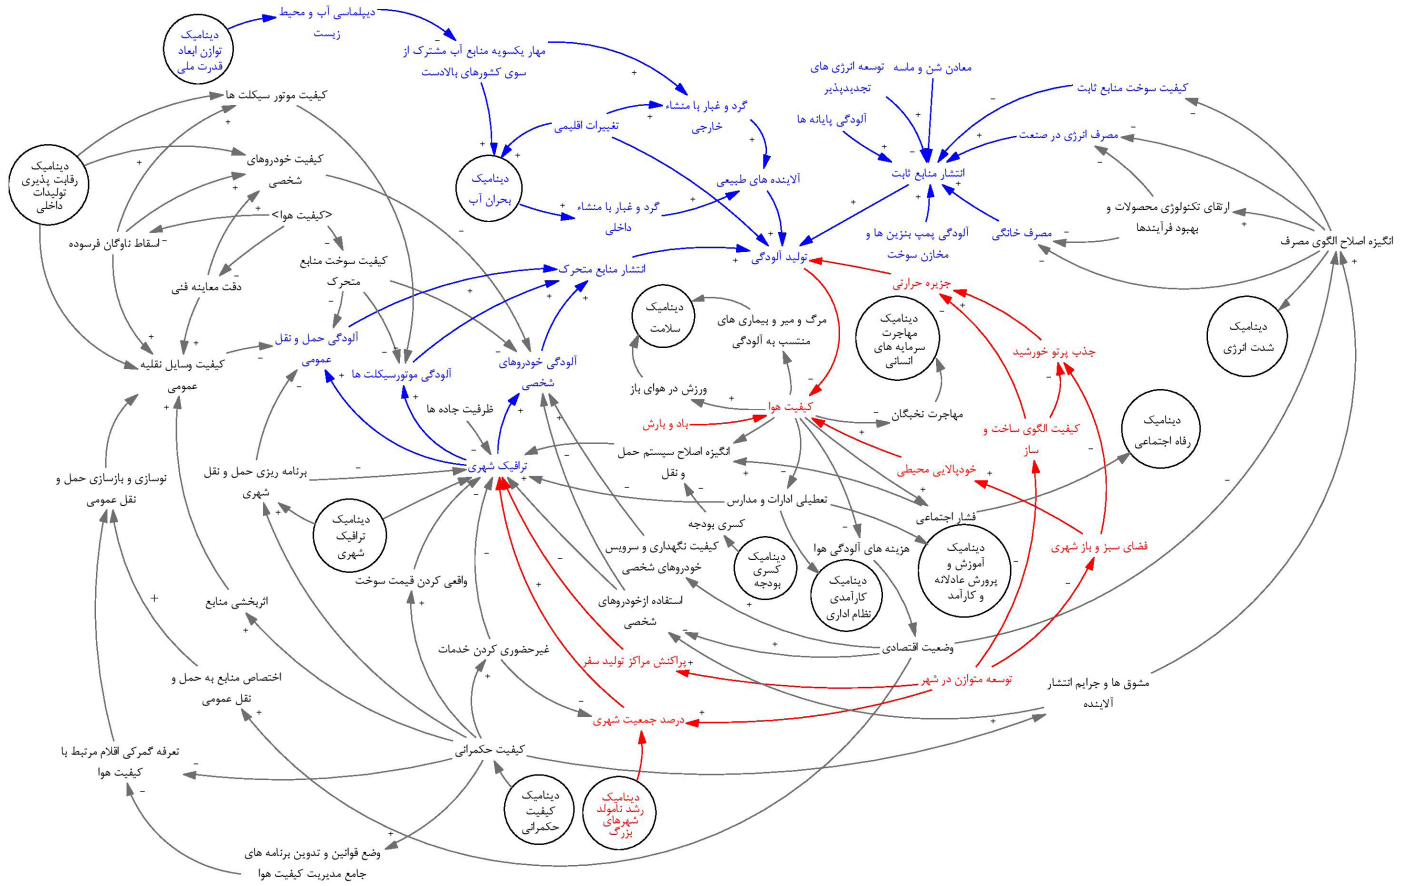 دینامیک
توازن ابعاد
قدرت ملی
دیپلماسی آب و محیط
زیست
مهار یکسویه منابع آب مشترک از
سوی کشورهای بالادست
گرد و غبار با منشاء
خارجی
تغییرات اقلیمی
دینامیک
بحران آب
گرد و غبار با منشاء
داخلی
آلاینده های طبیعی
تولید آلودگی
توسعه انرژی های
تجدیدپذیر
معادن شن و ماسه
آلودگی پایانه ها
کیفیت سوخت منابع ثابت
مصرف انرژی در صنعت
انتشار منابع ثابت
ارتقای تکنولوژی محصولات و
بهبود فرآیندها
مصرف خانگی
آلودگی پمپ بنزین ها و
مخازن سوخت
انگیزه اصلاح الگوی مصرف
دینامیک
شدت انرژی
کیفیت موتور سیکلت ها
دینامیک
رقابت پذیری
تولیدات
داخلی
کیفیت خودروهای
شخصی
<کیفیت هوا>
اسقاط ناوگان فرسوده
دقت معاینه فنی
کیفیت سوخت منابع
متحرک
انتشار منابع متحرک
کیفیت وسایل نقلیه
عمومی
آلودگی حمل و نقل
عمومی
آلودگی موتورسیکلت ها
آلودگی خودروهای
شخصی
دینامیک
سلامت
مرگ و میر و بیماری های
منتسب به آلودگی
ورزش در هوای باز
دینامیک
مهاجرت
سرمایه های
انسانی
جزیره حرارتی
جذب پرتو خورشید
کیفیت هوا
باد و بارش
مهاجرت نخبگان
کیفیت الگوی ساخت و
ساز
دینامیک
رفاه اجتماعی
ظرفیت جاده ها
ترافیک شهری
انگیزه اصلاح سیستم حمل
و نقل
خودپالایی محیطی
برنامه ریزی حمل و نقل
شهری
نوسازی و بازسازی حمل و
نقل عمومی
دینامیک
ترافیک
شهری
تعطیلی ادارات و مدارس
کسری بودجه
فشار اجتماعی
کیفیت نگهداری و سرویس
خودروهای شخصی
دینامیک
کسری
بودجه
هزینه های آلودگی هوا
دینامیک
کارآمدی
نظام اداری
دینامیک
آموزش و
پرورش عادلانه
و کارآمد
فضای سبز و باز شهری
واقعی کردن قیمت سوخت
اثربخشی منابع
استفاده ازخودروهای
شخصی
غیرحضوری کردن خدمات
وضعیت اقتصادی
پراکنش مراکز تولید سفر
توسعه متوازن در شهر
مشوق ها و جرایم انتشار
آلاینده
اختصاص منابع به حمل و
نقل عمومی
درصد جمعیت شهری
تعرفه گمرکی اقلام مرتبط با
کیفیت هوا
کیفیت حکمرانی
دینامیک
کیفیت
حکمرانی
دینامیک
رشد نامولد
شهرهای
بزرگ
وضع قوانین و تدوین برنامه های
جامع مدیریت کیفیت هوا